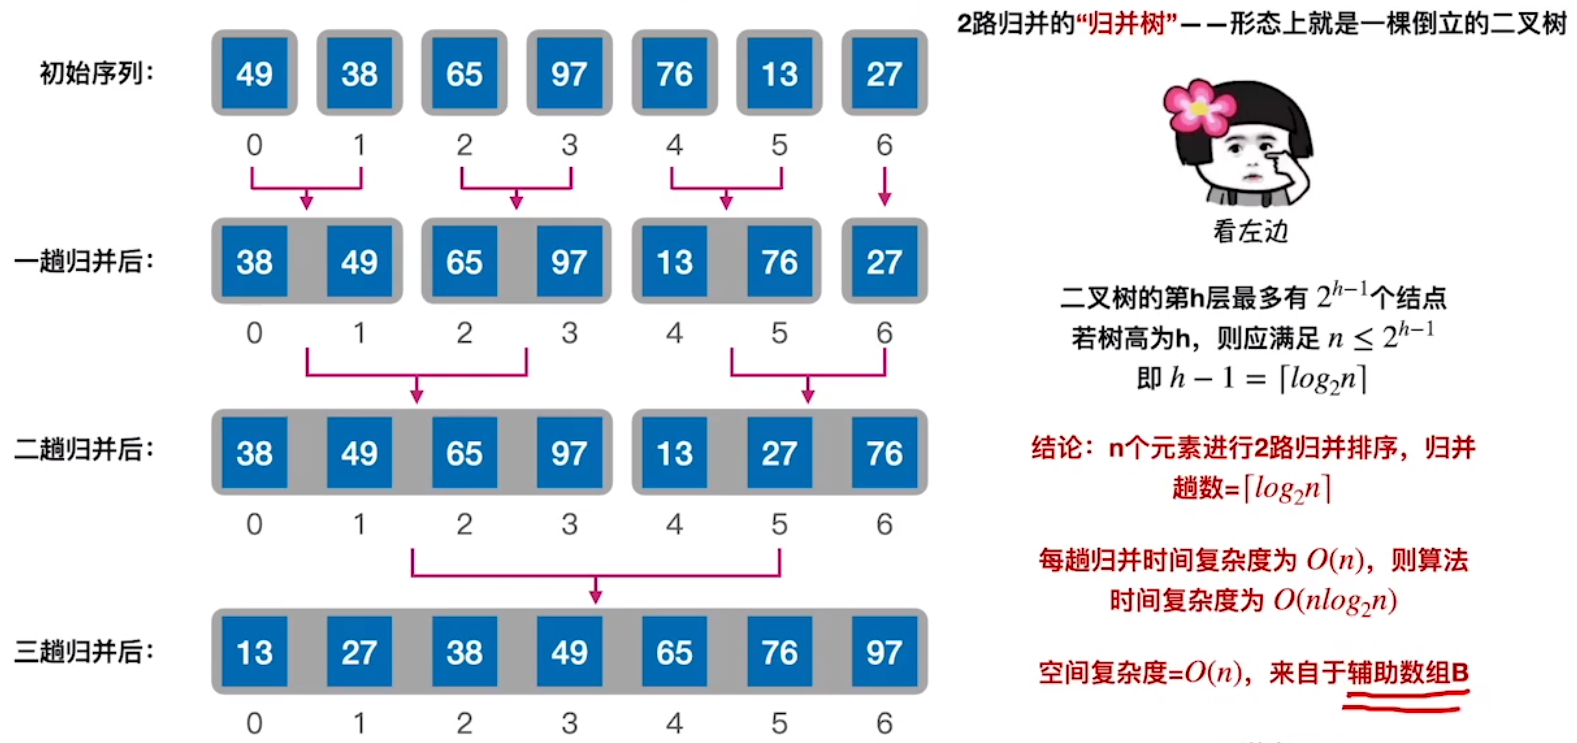 2路归并的“归并树”——形态上就是一棵倒立的二叉树
初始序列： 49 38 65 97 76 13 27
0 1 2 3 4 5 6
一趟归并后： 38 49 65 97 13 76 27
0 1 2 3 4 5 6
二趟归并后： 38 49 65 97 13 27 76
0 1 2 3 4 5 6
三趟归并后： 13 27 38 49 65 76 97
0 1 2 3 4 5 6
看左边
二叉树的第h层最多有 2^{h−1}个结点
若树高为h，则应满足 n ≤ 2^{h−1}
即 h − 1 = ⌈log₂n⌉
结论：n个元素进行2路归并排序，归并
趟数=⌈log₂n⌉
每趟归并时间复杂度为 O(n)，则算法
时间复杂度为 O(nlog₂n)
空间复杂度=O(n)，来自于辅助数组B